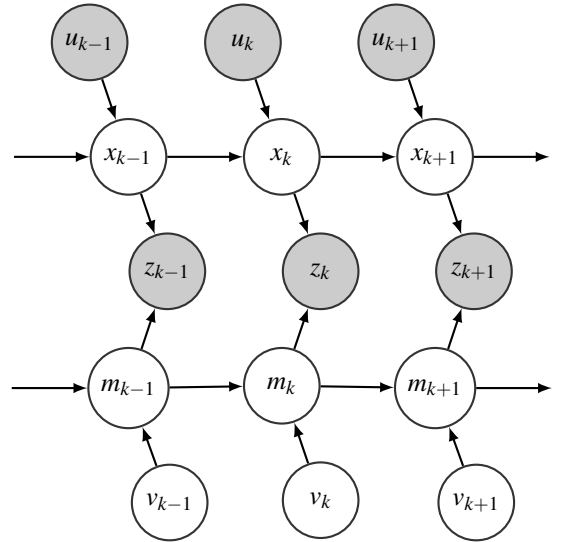 u_{k-1} u_k u_{k+1}
x_{k-1} x_k x_{k+1}
z_{k-1} z_k z_{k+1}
m_{k-1} m_k m_{k+1}
v_{k-1} v_k v_{k+1}